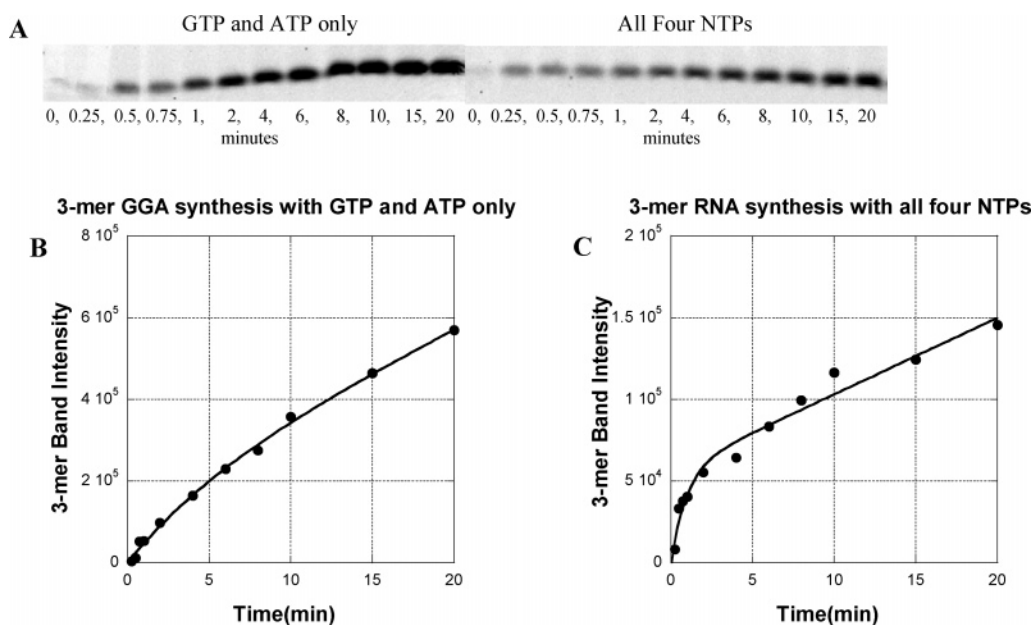 A
GTP and ATP only
All Four NTPs
0, 0.25, 0.5, 0.75, 1, 2, 4, 6, 8, 10, 15, 20
0, 0.25, 0.5, 0.75, 1, 2, 4, 6, 8, 10, 15, 20
minutes
minutes
3-mer GGA synthesis with GTP and ATP only
B
3-mer Band Intensity
8 10⁵
6 10⁵
4 10⁵
2 10⁵
0
0 5 10 15 20
Time(min)
3-mer RNA synthesis with all four NTPs
C
3-mer Band Intensity
2 10⁵
1.5 10⁵
1 10⁵
5 10⁴
0
0 5 10 15 20
Time(min)